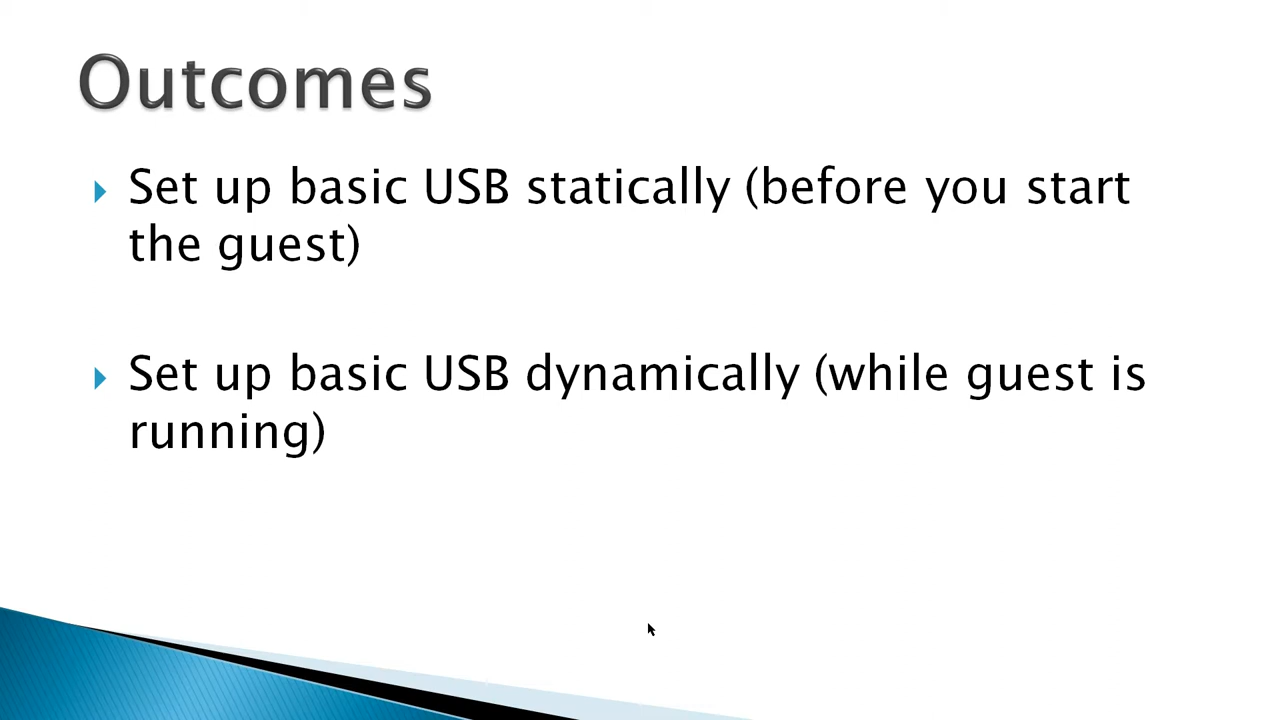 Outcomes
Set up basic USB statically (before you start
the guest)
Set up basic USB dynamically (while guest is
running)